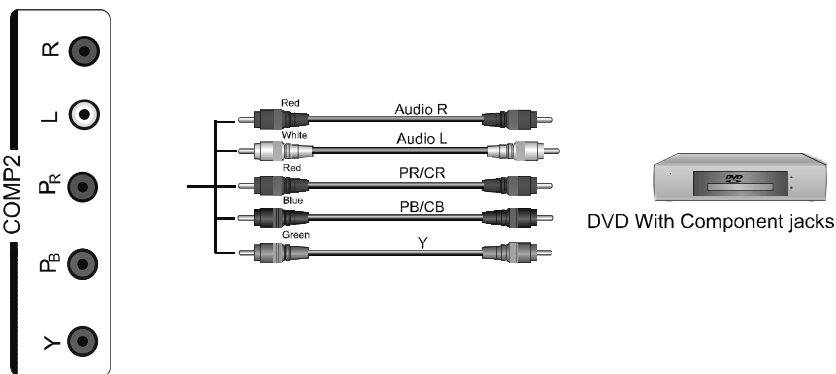 COMP2
R
L
PR
PB
Y
Red
Audio R
White
Audio L
Red
PR/CR
Blue
PB/CB
Green
Y
DVD
DVD With Component jacks